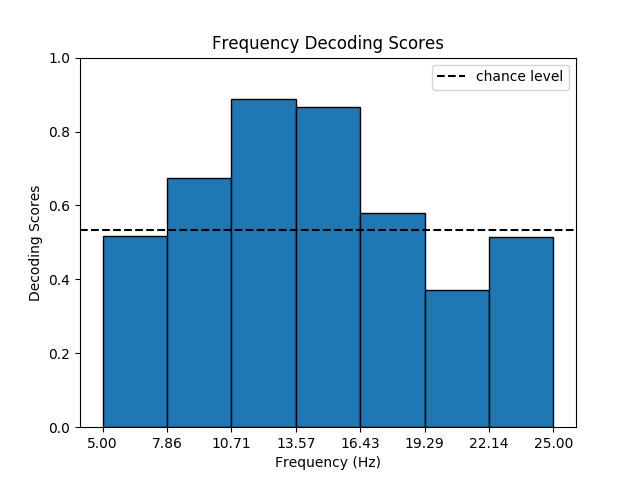 Frequency Decoding Scores
chance level
1.0
0.8
0.6
0.4
0.2
0.0
Decoding Scores
5.00 7.86 10.71 13.57 16.43 19.29 22.14 25.00
Frequency (Hz)